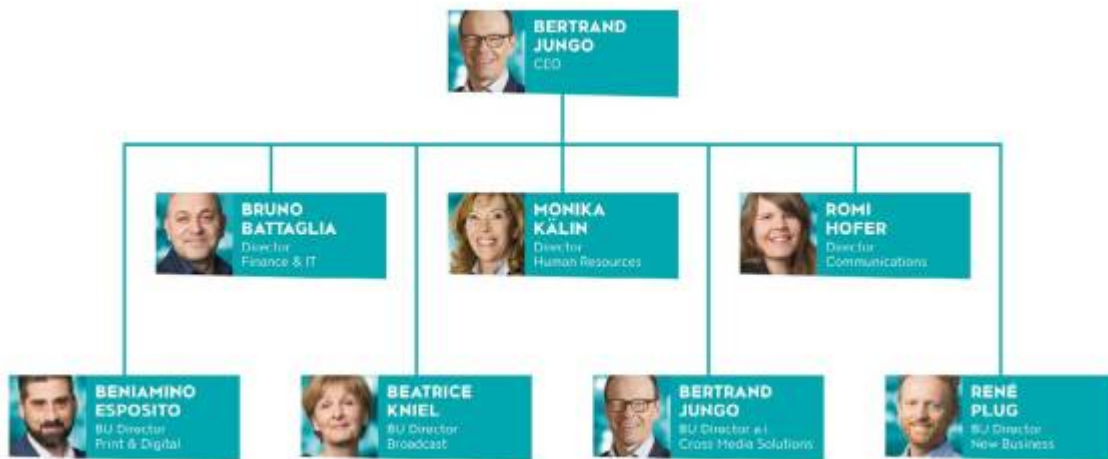 BERTRAND
JUNGO
CEO
BRUNO
BATTAGLIA
Director
Finance & IT
MONIKA
KÄLIN
Director
Human Resources
ROMI
HOFER
Director
Communications
BENIAMINO
ESPOSITO
BU Director
Print & Digital
BEATRICE
KNIEL
BU Director
Broadcast
BERTRAND
JUNGO
BU Director a.i.
Cross Media Solutions
RENÉ
PLUG
BU Director
New Business